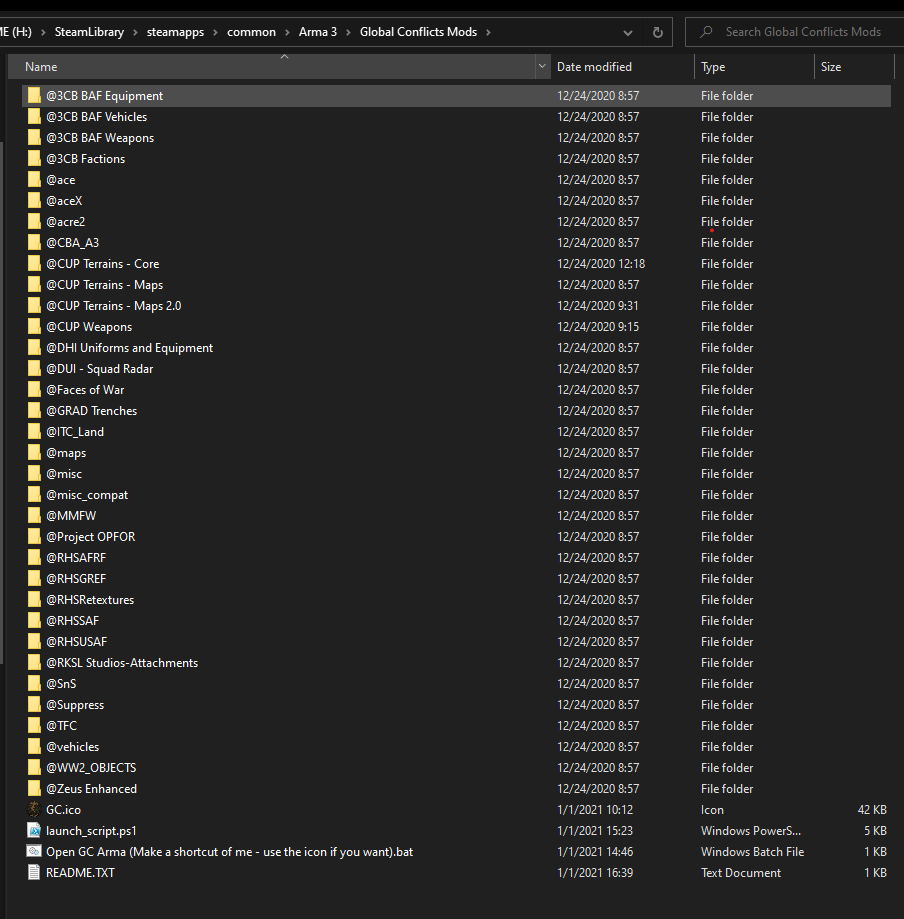 ME (H:) > SteamLibrary > steamapps > common > Arma 3 > Global Conflicts Mods > Search Global Conflicts Mods
Name Date modified Type Size
@3CB BAF Equipment 12/24/2020 8:57 File folder
@3CB BAF Vehicles 12/24/2020 8:57 File folder
@3CB BAF Weapons 12/24/2020 8:57 File folder
@3CB Factions 12/24/2020 8:57 File folder
@ace 12/24/2020 8:57 File folder
@aceX 12/24/2020 8:57 File folder
@acre2 12/24/2020 8:57 File folder
@CBA_A3 12/24/2020 8:57 File folder
@CUP Terrains - Core 12/24/2020 12:18 File folder
@CUP Terrains - Maps 12/24/2020 8:57 File folder
@CUP Terrains - Maps 2.0 12/24/2020 9:31 File folder
@CUP Weapons 12/24/2020 9:15 File folder
@DHI Uniforms and Equipment 12/24/2020 8:57 File folder
@DUI - Squad Radar 12/24/2020 8:57 File folder
@Faces of War 12/24/2020 8:57 File folder
@GRAD Trenches 12/24/2020 8:57 File folder
@ITC_Land 12/24/2020 8:57 File folder
@maps 12/24/2020 8:57 File folder
@misc 12/24/2020 8:57 File folder
@misc_compat 12/24/2020 8:57 File folder
@MMFW 12/24/2020 8:57 File folder
@Project OPFOR 12/24/2020 8:57 File folder
@RHSAFRF 12/24/2020 8:57 File folder
@RHSGREF 12/24/2020 8:57 File folder
@RHSRetextures 12/24/2020 8:57 File folder
@RHSSAF 12/24/2020 8:57 File folder
@RHSUSAF 12/24/2020 8:57 File folder
@RKSL Studios-Attachments 12/24/2020 8:57 File folder
@SnS 12/24/2020 8:57 File folder
@Suppress 12/24/2020 8:57 File folder
@TFC 12/24/2020 8:57 File folder
@vehicles 12/24/2020 8:57 File folder
@WW2_OBJECTS 12/24/2020 8:57 File folder
@Zeus Enhanced 12/24/2020 8:57 File folder
GC.ico 1/1/2021 10:12 Icon 42 KB
launch_script.ps1 1/1/2021 15:23 Windows PowerS... 5 KB
Open GC Arma (Make a shortcut of me - use the icon if you want).bat 1/1/2021 14:46 Windows Batch File 1 KB
README.TXT 1/1/2021 16:39 Text Document 1 KB